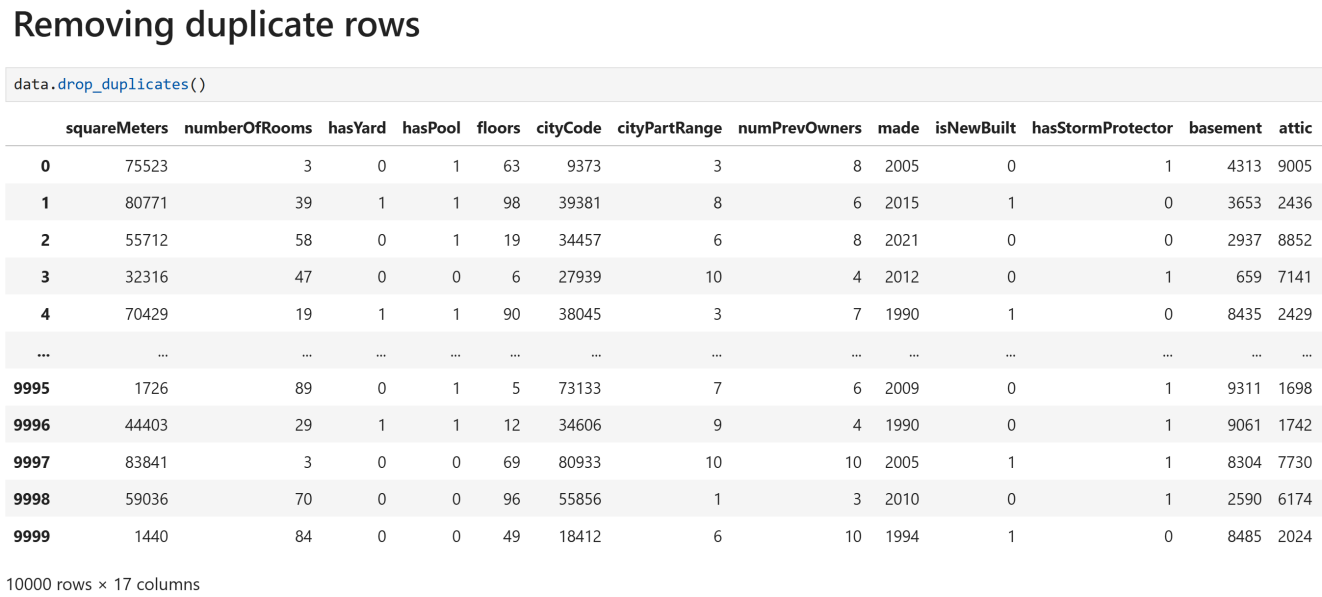 Removing duplicate rows
data.drop_duplicates()
squareMeters numberOfRooms hasYard hasPool floors cityCode cityPartRange numPrevOwners made isNewBuilt hasStormProtector basement attic
0 75523 3 0 1 63 9373 3 8 2005 0 1 4313 9005
1 80771 39 1 1 98 39381 8 6 2015 1 0 3653 2436
2 55712 58 0 1 19 34457 6 8 2021 0 0 2937 8852
3 32316 47 0 0 6 27939 10 4 2012 0 1 659 7141
4 70429 19 1 1 90 38045 3 7 1990 1 0 8435 2429
... ... ... ... ... ... ... ... ... ... ... ... ... ...
9995 1726 89 0 1 5 73133 7 6 2009 0 1 9311 1698
9996 44403 29 1 1 12 34606 9 4 1990 0 1 9061 1742
9997 83841 3 0 0 69 80933 10 10 2005 1 1 8304 7730
9998 59036 70 0 0 96 55856 1 3 2010 0 1 2590 6174
9999 1440 84 0 0 49 18412 6 10 1994 1 0 8485 2024
10000 rows × 17 columns